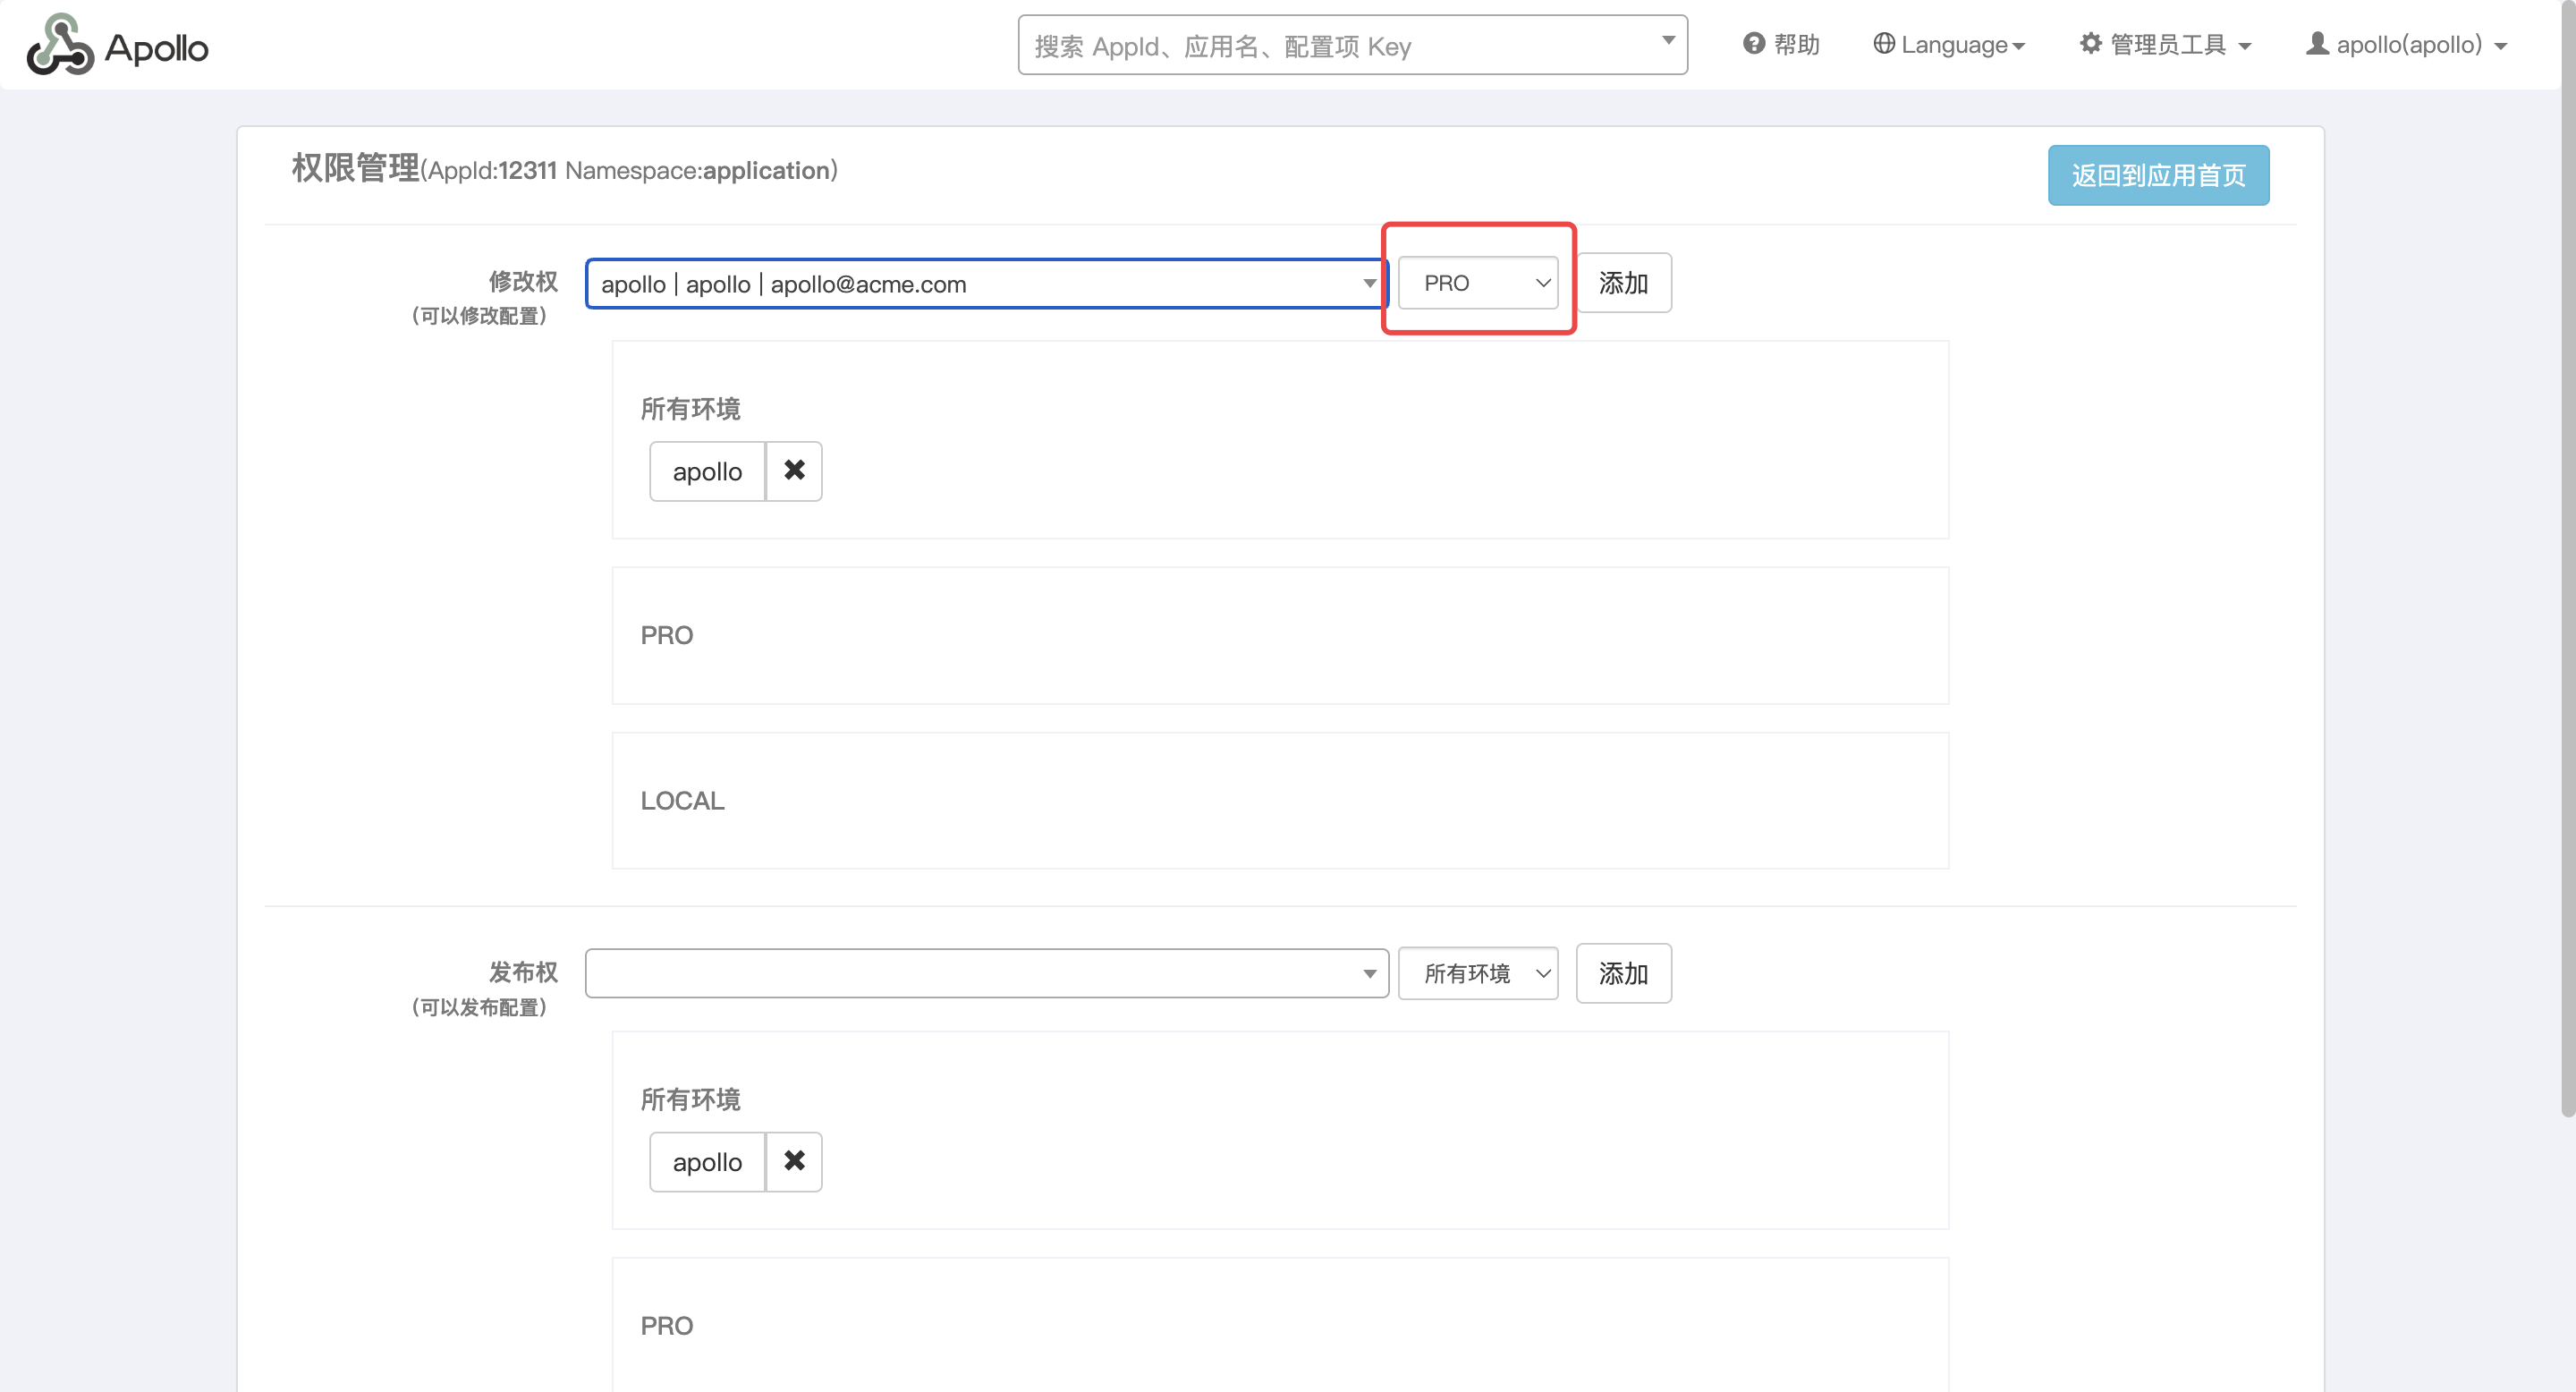 Apollo
搜索 AppId、应用名、配置项 Key
帮助
Language
管理员工具
apollo(apollo)
权限管理(AppId:12311 Namespace:application)
返回到应用首页
修改权
(可以修改配置)
apollo | apollo | apollo@acme.com
PRO
添加
所有环境
apollo
PRO
LOCAL
发布权
(可以发布配置)
所有环境
添加
所有环境
apollo
PRO